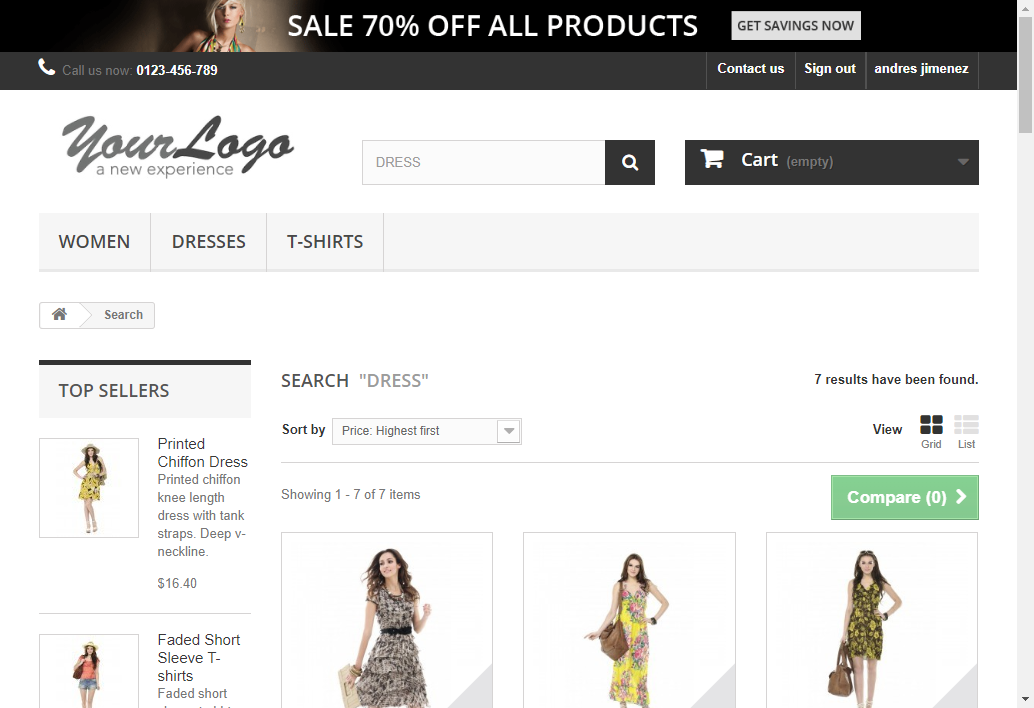 SALE 70% OFF ALL PRODUCTS GET SAVINGS NOW
Call us now: 0123-456-789 Contact us Sign out andres jimenez
YourLogo
a new experience
DRESS Cart (empty)
WOMEN DRESSES T-SHIRTS
Search
TOP SELLERS
Printed
Chiffon Dress
Printed chiffon
knee length
dress with tank
straps. Deep v-
neckline.
$16.40
Faded Short
Sleeve T-
shirts
Faded short
SEARCH "DRESS" 7 results have been found.
Sort by Price: Highest first View Grid List
Showing 1 - 7 of 7 items Compare (0)